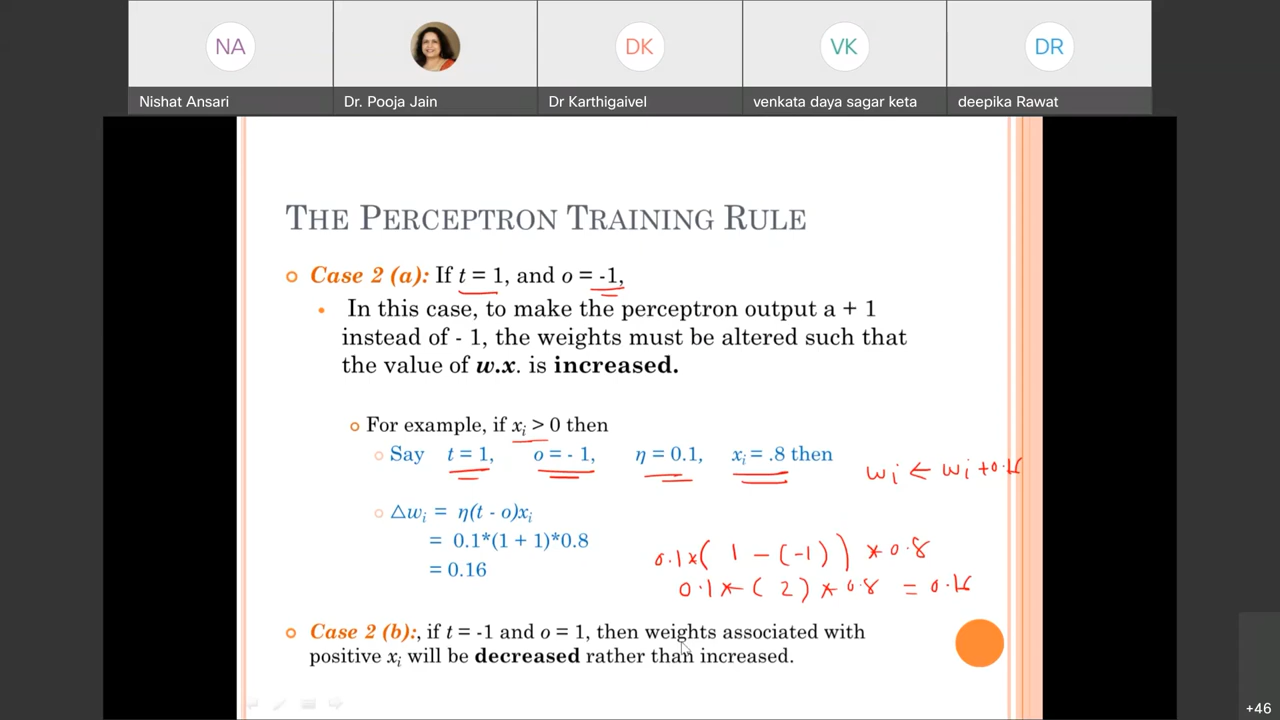 NA
DK
VK
DR
Nishat Ansari
Dr. Pooja Jain
Dr Karthigaivel
venkata daya sagar keta
deepika Rawat
THE PERCEPTRON TRAINING RULE
Case 2 (a): If t = 1, and o = -1,
In this case, to make the perceptron output a + 1
instead of - 1, the weights must be altered such that
the value of w.x. is increased.
For example, if xi > 0 then
Say t = 1, o = - 1, η = 0.1, xi = .8 then
wi ← wi + 0.16
△wi = η(t - o)xi
= 0.1*(1 + 1)*0.8
= 0.16
0.1*( 1 - (-1) ) * 0.8
0.1 * ( 2 ) * 0.8 = 0.16
Case 2 (b):, if t = -1 and o = 1, then weights associated with
positive xi will be decreased rather than increased.
+46